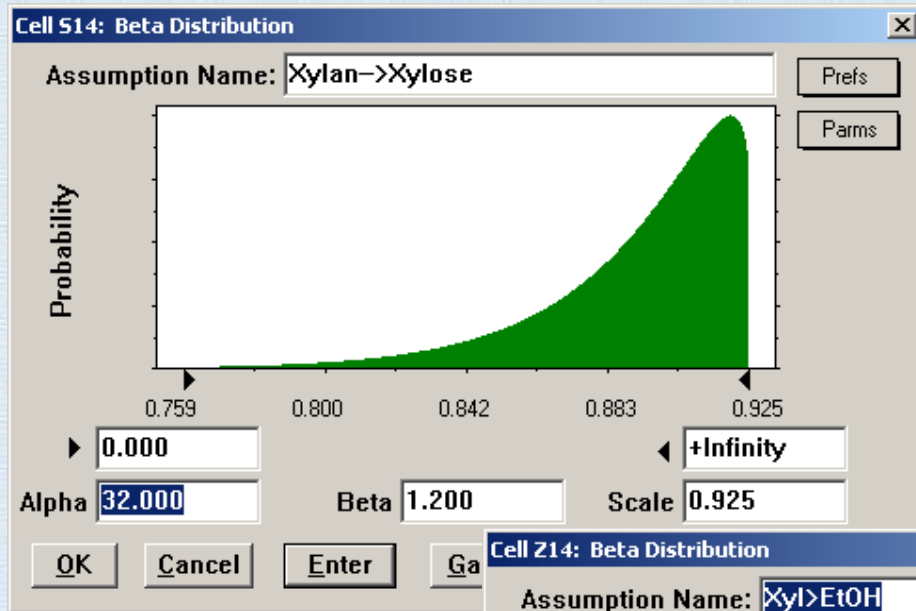 Cell S14: Beta Distribution
Assumption Name: Xylan->Xylose
Prefs
Parms
Probability
0.759 0.800 0.842 0.883 0.925
0.000 +Infinity
Alpha 32.000 Beta 1.200 Scale 0.925
OK Cancel Enter Ga
Cell Z14: Beta Distribution
Assumption Name: Xyl>EtOH